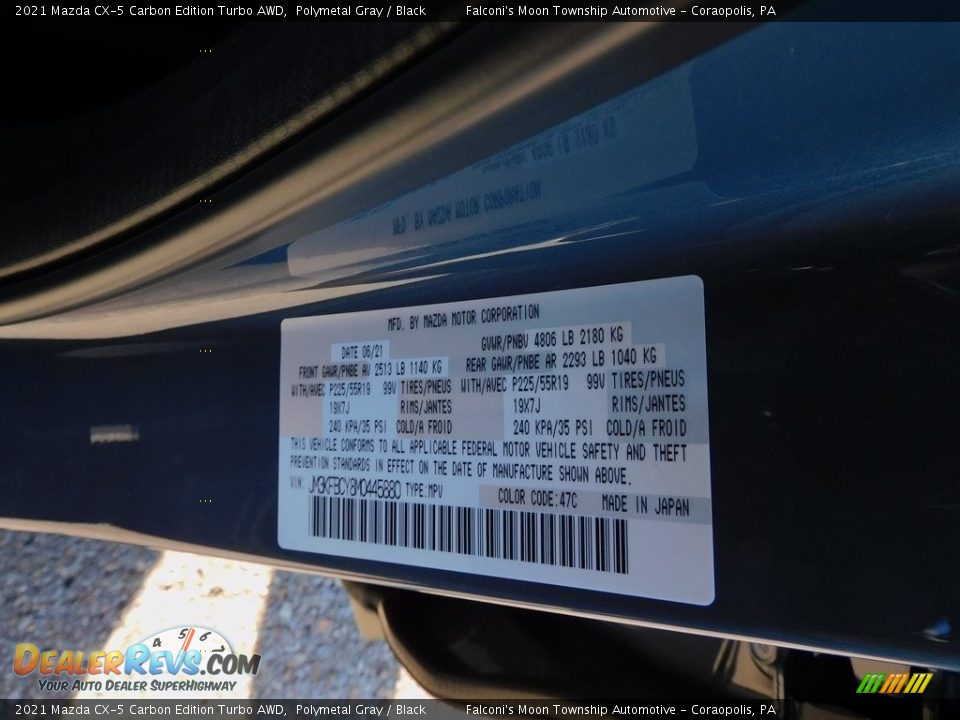 2021 Mazda CX-5 Carbon Edition Turbo AWD, Polymetal Gray / Black Falconi's Moon Township Automotive - Coraopolis, PA
MFD. BY MAZDA MOTOR CORPORATION
DATE 06/21 GVWR/PNBV 4806 LB 2180 KG
FRONT GAWR/PNBE AV 2513 LB 1140 KG REAR GAWR/PNBE AR 2293 LB 1040 KG
WITH/AVEC P225/55R19 99V TIRES/PNEUS WITH/AVEC P225/55R19 99V TIRES/PNEUS
19X7J RIMS/JANTES 19X7J RIMS/JANTES
240 KPA/35 PSI COLD/A FROID 240 KPA/35 PSI COLD/A FROID
THIS VEHICLE CONFORMS TO ALL APPLICABLE FEDERAL MOTOR VEHICLE SAFETY AND THEFT
PREVENTION STANDARDS IN EFFECT ON THE DATE OF MANUFACTURE SHOWN ABOVE.
VIN: JM3KFBCY8M0445880 TYPE:MPV COLOR CODE:47C MADE IN JAPAN
4 5 6
DEALERREVS.COM
YOUR AUTO DEALER SUPERHIGHWAY
2021 Mazda CX-5 Carbon Edition Turbo AWD, Polymetal Gray / Black Falconi's Moon Township Automotive - Coraopolis, PA